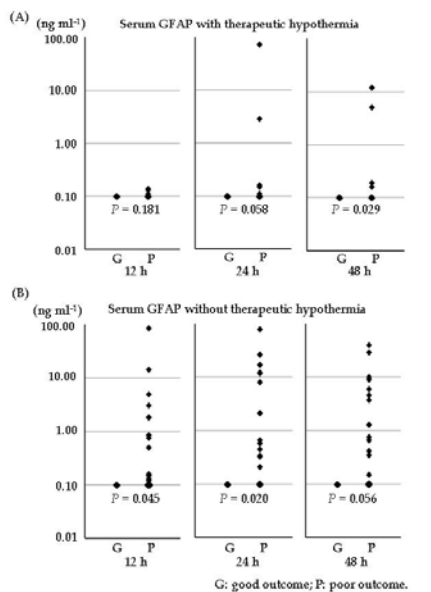 (A) (ng ml⁻¹) Serum GFAP with therapeutic hypothermia
100.00
10.00
1.00
0.10
0.01
P = 0.181 P = 0.058 P = 0.029
G P G P G P
12 h 24 h 48 h
(B) Serum GFAP without therapeutic hypothermia
(ng ml⁻¹)
100.00
10.00
1.00
0.10
0.01
P = 0.045 P = 0.020 P = 0.056
G P G P G P
12 h 24 h 48 h
G: good outcome; P: poor outcome.